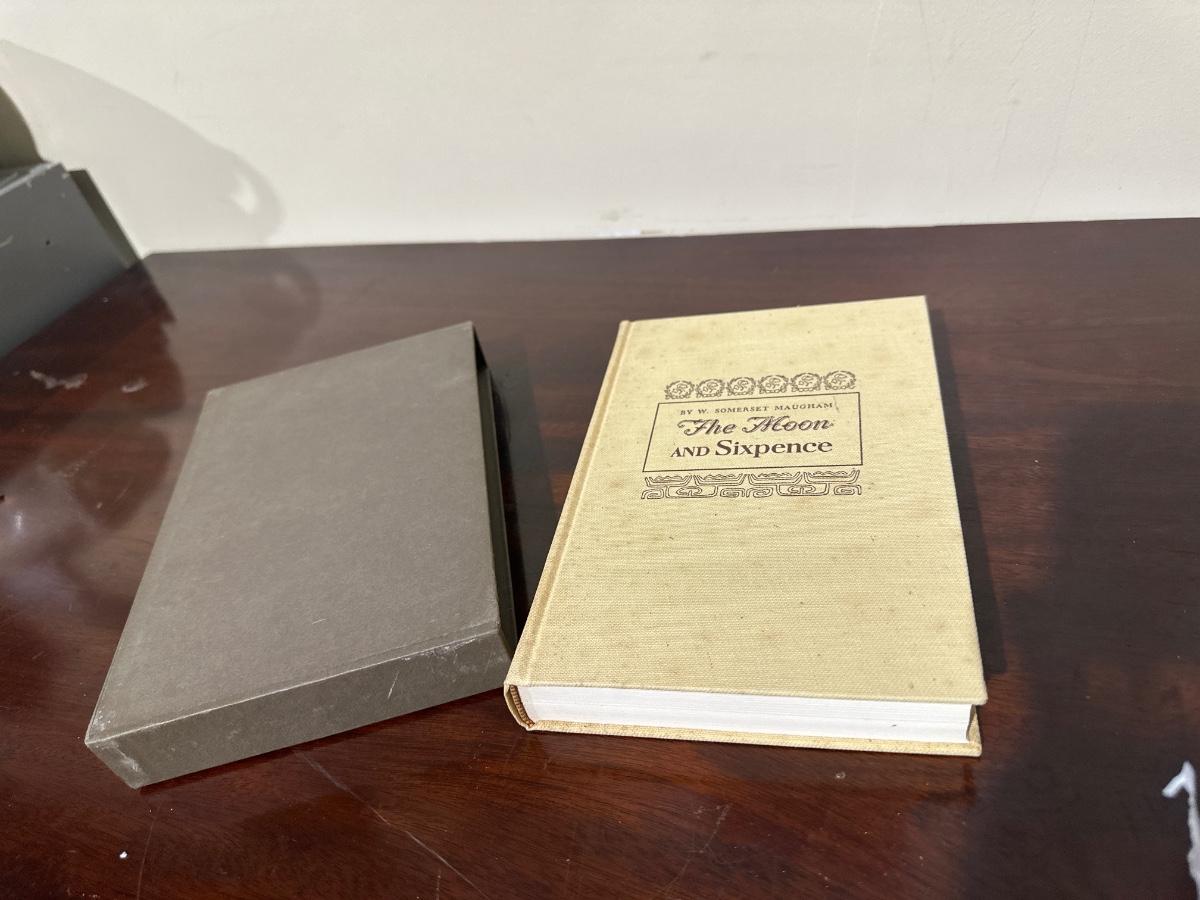 BY W. SOMERSET MAUGHAM
The Moon
AND Sixpence